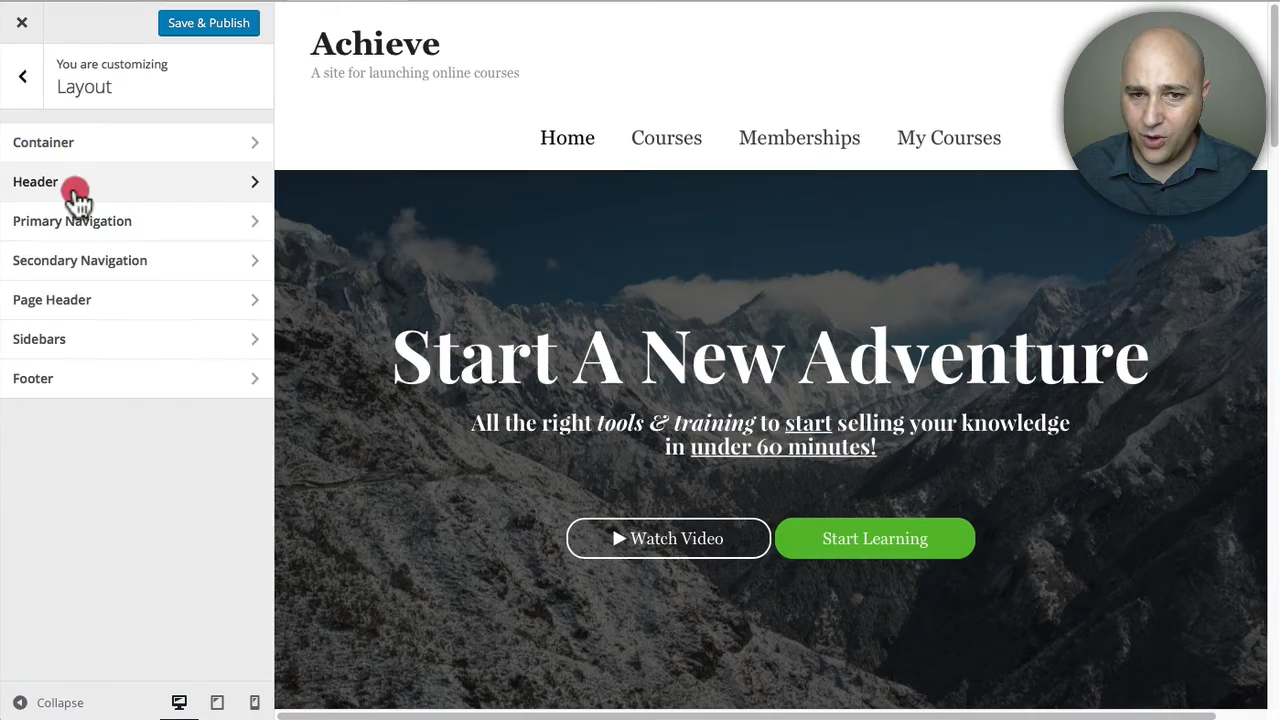 Save & Publish
You are customizing
Layout
Container
Header
Primary Navigation
Secondary Navigation
Page Header
Sidebars
Footer
Collapse
Achieve
A site for launching online courses
Home Courses Memberships My Courses
Start A New Adventure
All the right tools & training to start selling your knowledge
in under 60 minutes!
Watch Video Start Learning